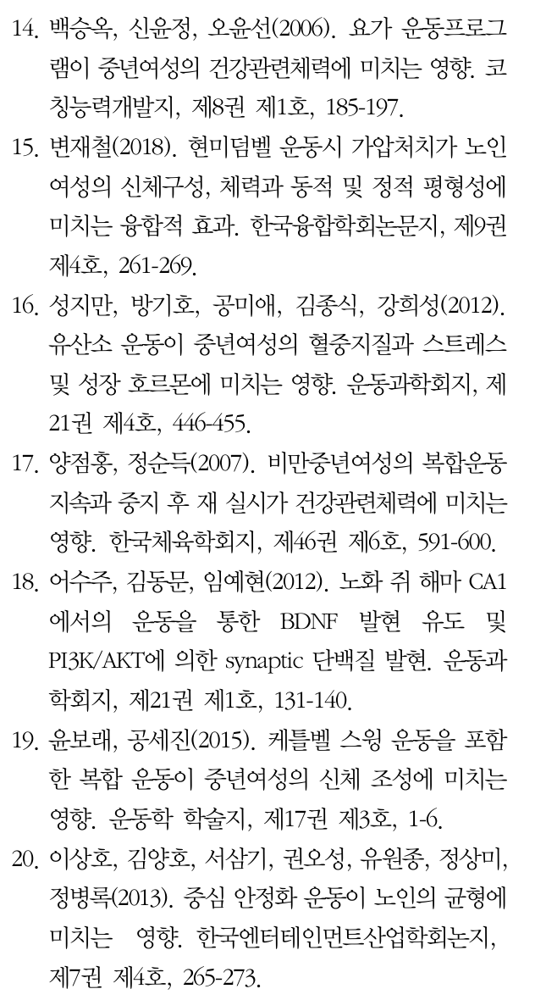 14. 백승옥, 신윤정, 오윤선(2006). 요가 운동프로그
램이 중년여성의 건강관련체력에 미치는 영향. 코
칭능력개발지, 제8권 제1호, 185-197.
15. 변재철(2018). 현미덤벨 운동시 가압처치가 노인
여성의 신체구성, 체력과 동적 및 정적 평형성에
미치는 융합적 효과. 한국융합학회논문지, 제9권
제4호, 261-269.
16. 성지만, 방기호, 공미애, 김종식, 강희성(2012).
유산소 운동이 중년여성의 혈중지질과 스트레스
및 성장 호르몬에 미치는 영향. 운동과학회지, 제
21권 제4호, 446-455.
17. 양점홍, 정순득(2007). 비만중년여성의 복합운동
지속과 중지 후 재 실시가 건강관련체력에 미치는
영향. 한국체육학회지, 제46권 제6호, 591-600.
18. 어수주, 김동문, 임예현(2012). 노화 쥐 해마 CA1
에서의 운동을 통한 BDNF 발현 유도 및
PI3K/AKT에 의한 synaptic 단백질 발현. 운동과
학회지, 제21권 제1호, 131-140.
19. 윤보래, 공세진(2015). 케틀벨 스윙 운동을 포함
한 복합 운동이 중년여성의 신체 조성에 미치는
영향. 운동학 학술지, 제17권 제3호, 1-6.
20. 이상호, 김양호, 서삼기, 권오성, 유원종, 정상미,
정병록(2013). 중심 안정화 운동이 노인의 균형에
미치는 영향. 한국엔터테인먼트산업학회논지,
제7권 제4호, 265-273.